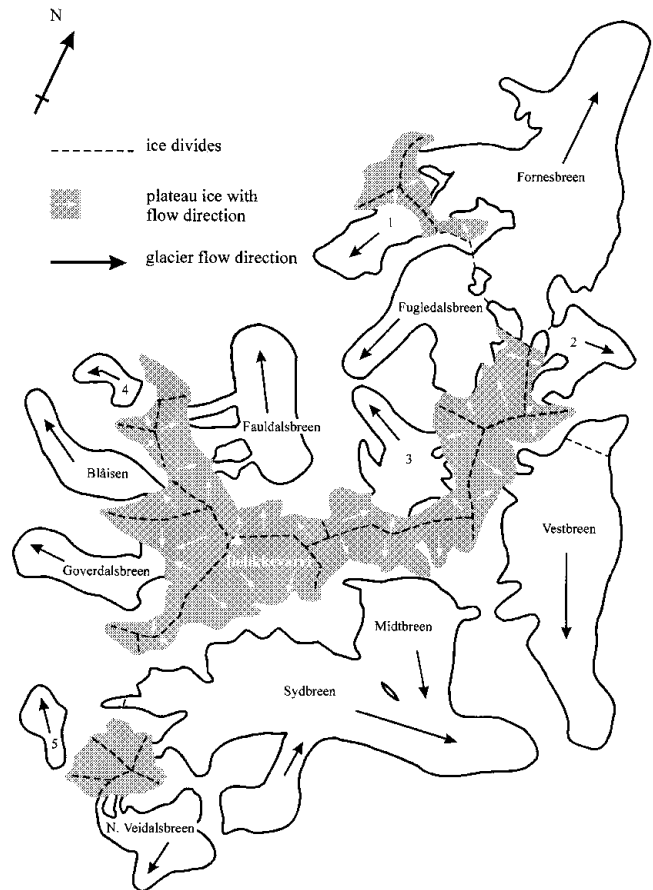 N
ice divides
plateau ice with
flow direction
glacier flow direction
Fornesbreen
1
Fugledalsbreen
2
4
Fauldalsbreen
3
Blåisen
Vestbreen
Goverdalsbreen
Midtbreen
Sydbreen
5
N. Veidalsbreen